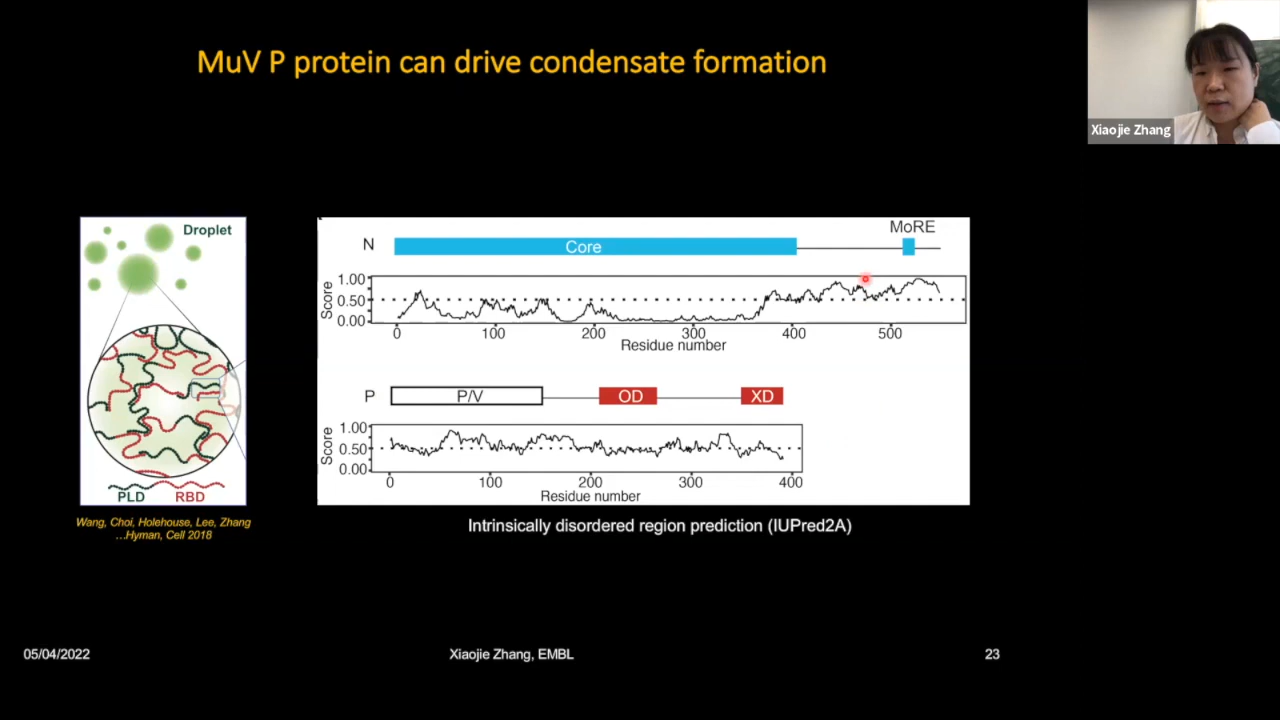 MuV P protein can drive condensate formation
Xiaojie Zhang
Droplet
PLD RBD
Wang, Choi, Holehouse, Lee, Zhang
...Hyman, Cell 2018
MoRE
N Core
Score
1.00
0.50
0.00
0 100 200 300 400 500
Residue number
P P/V OD XD
Score
1.00
0.50
0.00
0 100 200 300 400
Residue number
Intrinsically disordered region prediction (IUPred2A)
05/04/2022 Xiaojie Zhang, EMBL 23